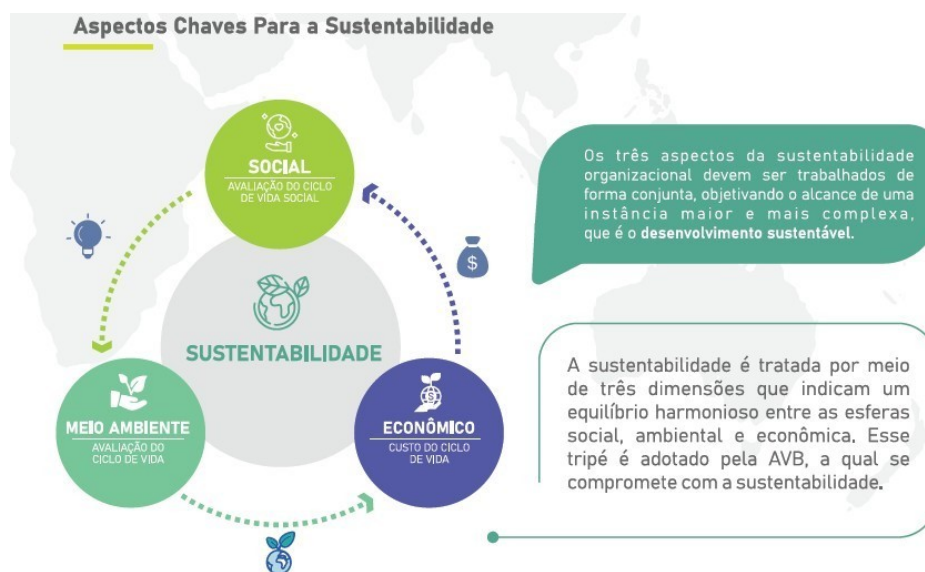 Aspectos Chaves Para a Sustentabilidade
SOCIAL
AVALIAÇÃO DO CICLO
DE VIDA SOCIAL
$
SUSTENTABILIDADE
MEIO AMBIENTE
AVALIAÇÃO DO
CICLO DE VIDA
$
ECONÔMICO
CUSTO DO CICLO
DE VIDA
Os três aspectos da sustentabilidade
organizacional devem ser trabalhados de
forma conjunta, objetivando o alcance de uma
instância maior e mais complexa,
que é o desenvolvimento sustentável.
A sustentabilidade é tratada por meio
de três dimensões que indicam um
equilíbrio harmonioso entre as esferas
social, ambiental e econômica. Esse
tripé é adotado pela AVB, a qual se
compromete com a sustentabilidade.